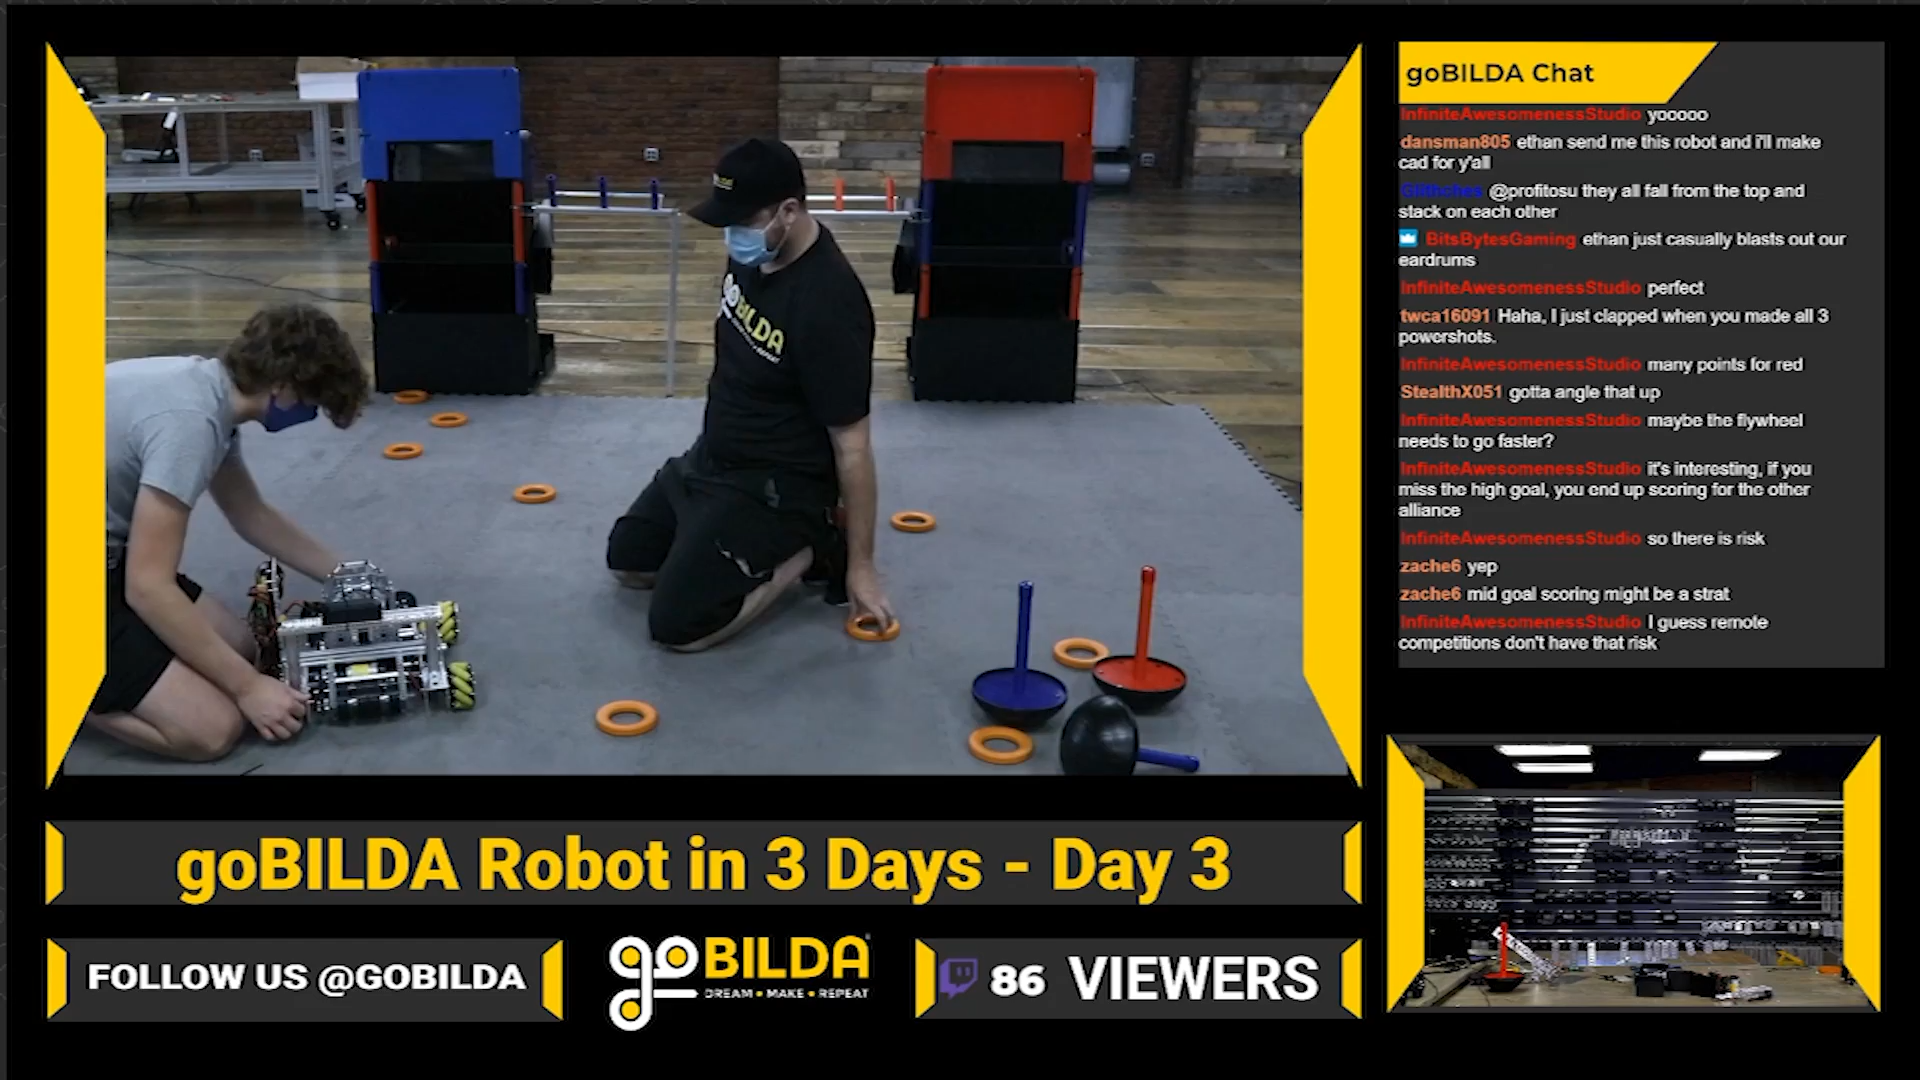 goBILDA Chat
InfiniteAwesomenessStudio yooooo
dansman805 ethan send me this robot and i'll make
cad for y'all
Glithches @profitosu they all fall from the top and
stack on each other
BitsBytesGaming ethan just casually blasts out our
eardrums
InfiniteAwesomenessStudio perfect
twca16091 Haha, I just clapped when you made all 3
powershots.
InfiniteAwesomenessStudio many points for red
StealthX051 gotta angle that up
InfiniteAwesomenessStudio maybe the flywheel
needs to go faster?
InfiniteAwesomenessStudio it's interesting, if you
miss the high goal, you end up scoring for the other
alliance
InfiniteAwesomenessStudio so there is risk
zache6 yep
zache6 mid goal scoring might be a strat
InfiniteAwesomenessStudio I guess remote
competitions don't have that risk
goBILDA
goBILDA Robot in 3 Days - Day 3
FOLLOW US @GOBILDA
goBILDA
DREAM • MAKE • REPEAT
86 VIEWERS